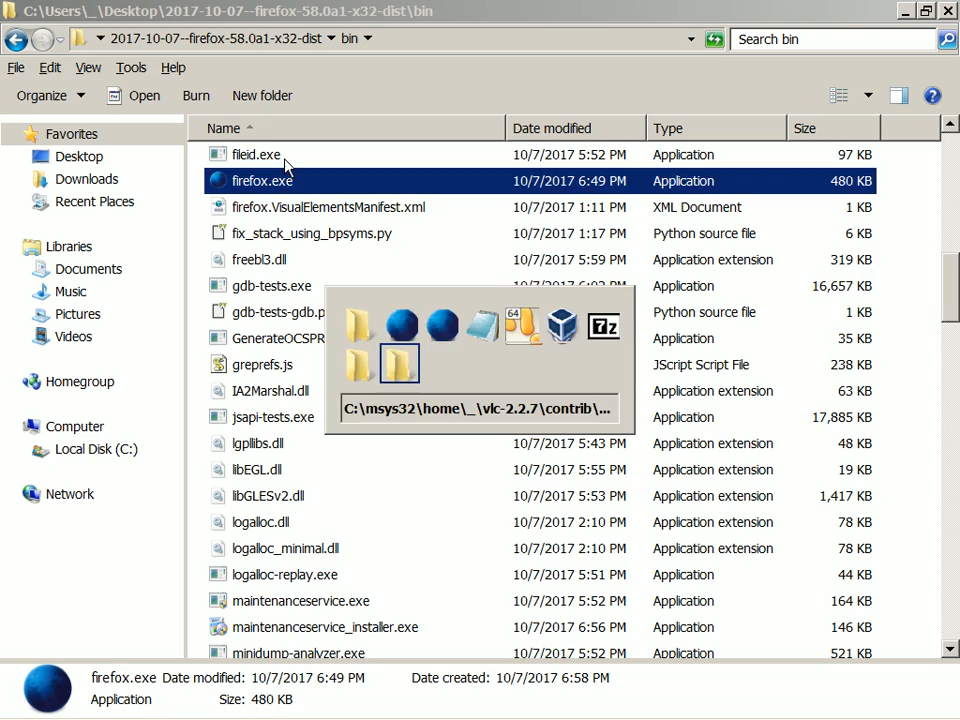 C:\Users\_\Desktop\2017-10-07--firefox-58.0a1-x32-dist\bin
2017-10-07--firefox-58.0a1-x32-dist bin
Search bin
File Edit View Tools Help
Organize Open Burn New folder
Favorites
Desktop
Downloads
Recent Places
Libraries
Documents
Music
Pictures
Videos
Homegroup
Computer
Local Disk (C:)
Network
Name Date modified Type Size
fileid.exe 10/7/2017 5:52 PM Application 97 KB
firefox.exe 10/7/2017 6:49 PM Application 480 KB
firefox.VisualElementsManifest.xml 10/7/2017 1:11 PM XML Document 1 KB
fix_stack_using_bpsyms.py 10/7/2017 1:17 PM Python source file 6 KB
freebl3.dll 10/7/2017 5:59 PM Application extension 319 KB
gdb-tests.exe Application 16,657 KB
gdb-tests-gdb.p Python source file 1 KB
GenerateOCSPR Application 35 KB
greprefs.js JScript Script File 238 KB
IA2Marshal.dll Application extension 63 KB
jsapi-tests.exe Application 17,885 KB
lgpllibs.dll 10/7/2017 5:43 PM Application extension 48 KB
libEGL.dll 10/7/2017 5:55 PM Application extension 19 KB
libGLESv2.dll 10/7/2017 5:53 PM Application extension 1,417 KB
logalloc.dll 10/7/2017 2:10 PM Application extension 78 KB
logalloc_minimal.dll 10/7/2017 2:10 PM Application extension 78 KB
logalloc-replay.exe 10/7/2017 5:51 PM Application 44 KB
maintenanceservice.exe 10/7/2017 5:52 PM Application 164 KB
maintenanceservice_installer.exe 10/7/2017 6:56 PM Application 146 KB
minidump-analyzer.exe 10/7/2017 5:52 PM Application 521 KB
64
7z
C:\msys32\home\_\vlc-2.2.7\contrib\...
firefox.exe Date modified: 10/7/2017 6:49 PM Date created: 10/7/2017 6:58 PM
Application Size: 480 KB